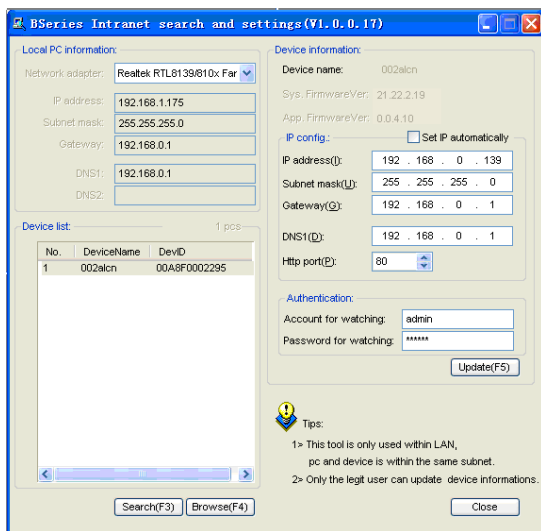 BSeries Intranet search and settings(V1.0.0.17)
Local PC information:
Network adapter: Realtek RTL8139/810x Far
IP address: 192.168.1.175
Subnet mask: 255.255.255.0
Gateway: 192.168.0.1
DNS1: 192.168.0.1
DNS2:
Device list: 1 pcs
No. DeviceName DevID
1 002alcn 00A8F0002295
Search(F3) Browse(F4)
Device information:
Device name: 002alcn
Sys. FirmwareVer: 21.22.2.19
App. FirmwareVer: 0.0.4.10
IP config.: Set IP automatically
IP address(I): 192 . 168 . 0 . 139
Subnet mask(U): 255 . 255 . 255 . 0
Gateway(G): 192 . 168 . 0 . 1
DNS1(D): 192 . 168 . 0 . 1
Http port(P): 80
Authentication:
Account for watching: admin
Password for watching: ******
Update(F5)
Tips:
1> This tool is only used within LAN,
pc and device is within the same subnet.
2> Only the legit user can update device informations.
Close